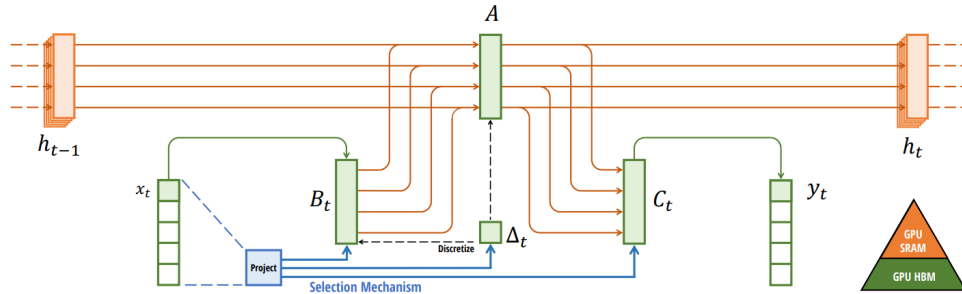 A
h_{t-1}
h_t
x_t
B_t
C_t
y_t
Δ_t
Discretize
Project
Selection Mechanism
GPU
SRAM
GPU HBM